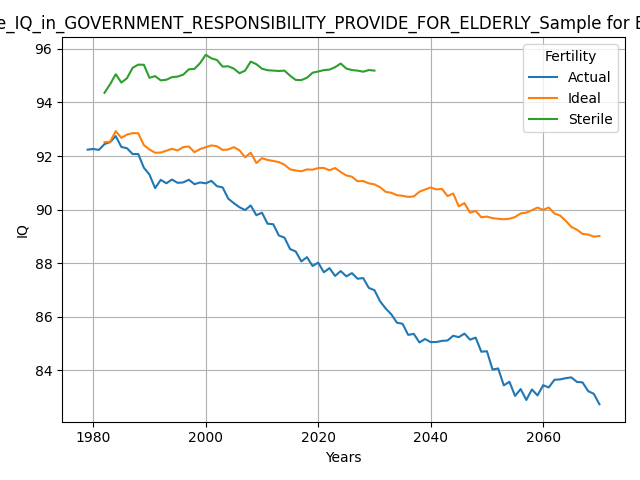 e_IQ_in_GOVERNMENT_RESPONSIBILITY_PROVIDE_FOR_ELDERLY_Sample for
Fertility
Actual
Ideal
Sterile
IQ
96
94
92
90
88
86
84
1980
2000
2020
2040
2060
Years